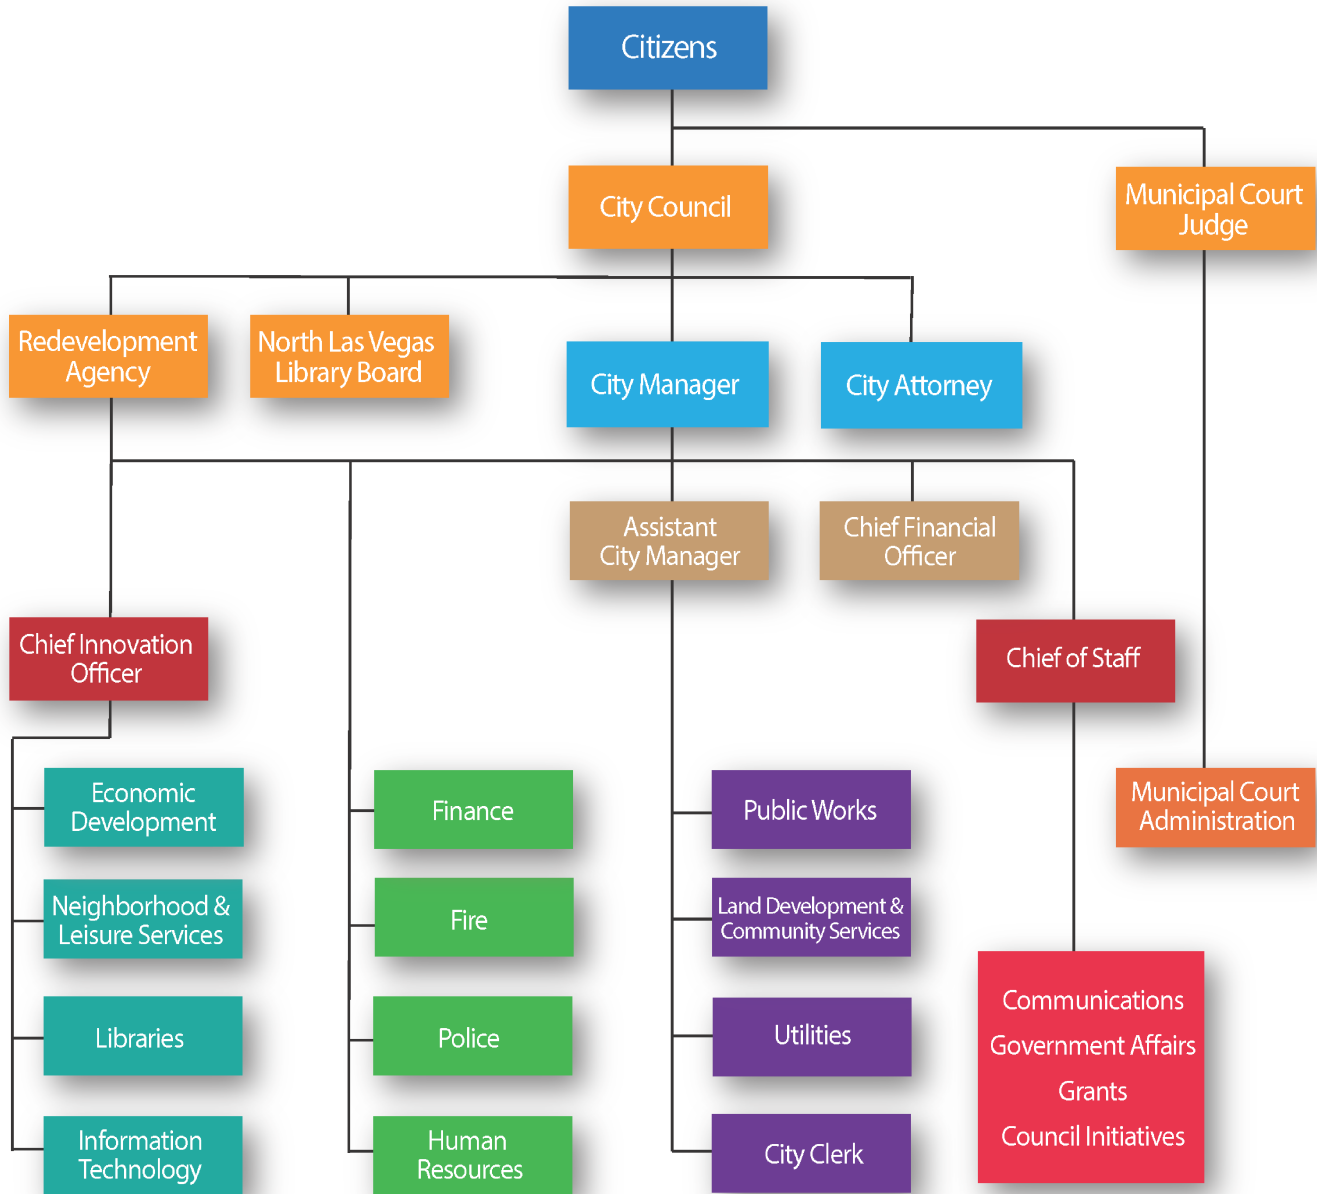 Citizens
City Council
Municipal Court
Judge
Redevelopment
Agency
North Las Vegas
Library Board
City Manager
City Attorney
Assistant
City Manager
Chief Financial
Officer
Chief Innovation
Officer
Chief of Staff
Economic
Development
Finance
Public Works
Municipal Court
Administration
Neighborhood &
Leisure Services
Fire
Land Development &
Community Services
Libraries
Police
Utilities
Communications
Government Affairs
Grants
Council Initiatives
Information
Technology
Human
Resources
City Clerk